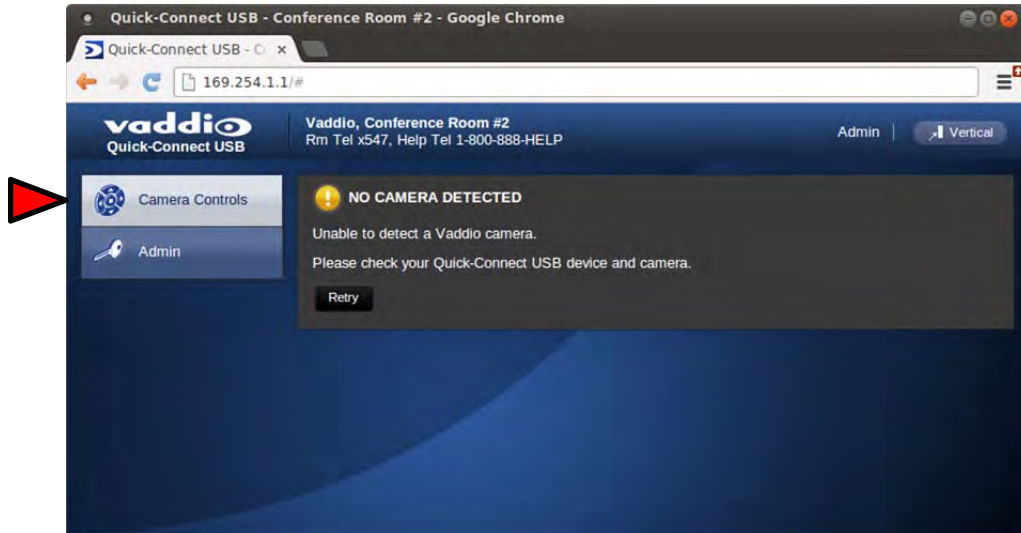 Quick-Connect USB - Conference Room #2 - Google Chrome
Quick-Connect USB - C
169.254.1.1/#
vaddio
Quick-Connect USB
Vaddio, Conference Room #2
Rm Tel x547, Help Tel 1-800-888-HELP
Admin
Vertical
Camera Controls
Admin
NO CAMERA DETECTED
Unable to detect a Vaddio camera.
Please check your Quick-Connect USB device and camera.
Retry